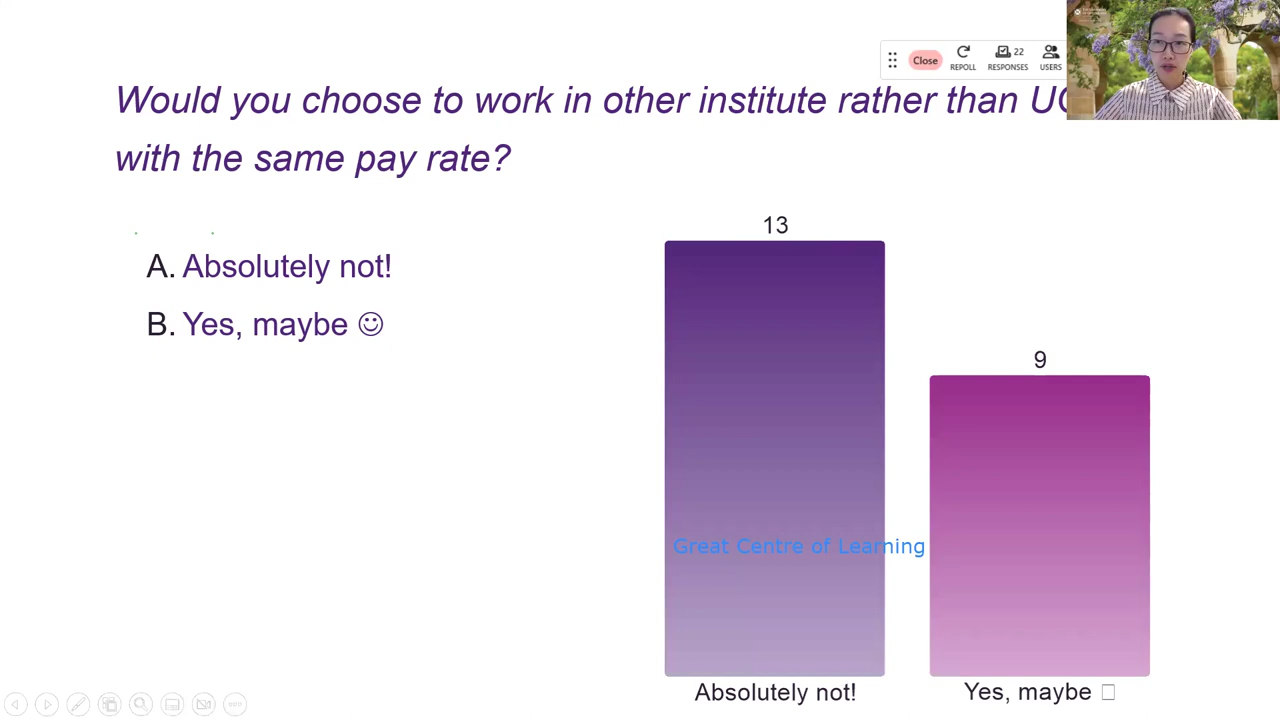 Close
REPOLL
22
RESPONSES
USERS
Would you choose to work in other institute rather than
with the same pay rate?
A. Absolutely not!
B. Yes, maybe ☺
13
9
Great Centre of Learning
Absolutely not!
Yes, maybe □